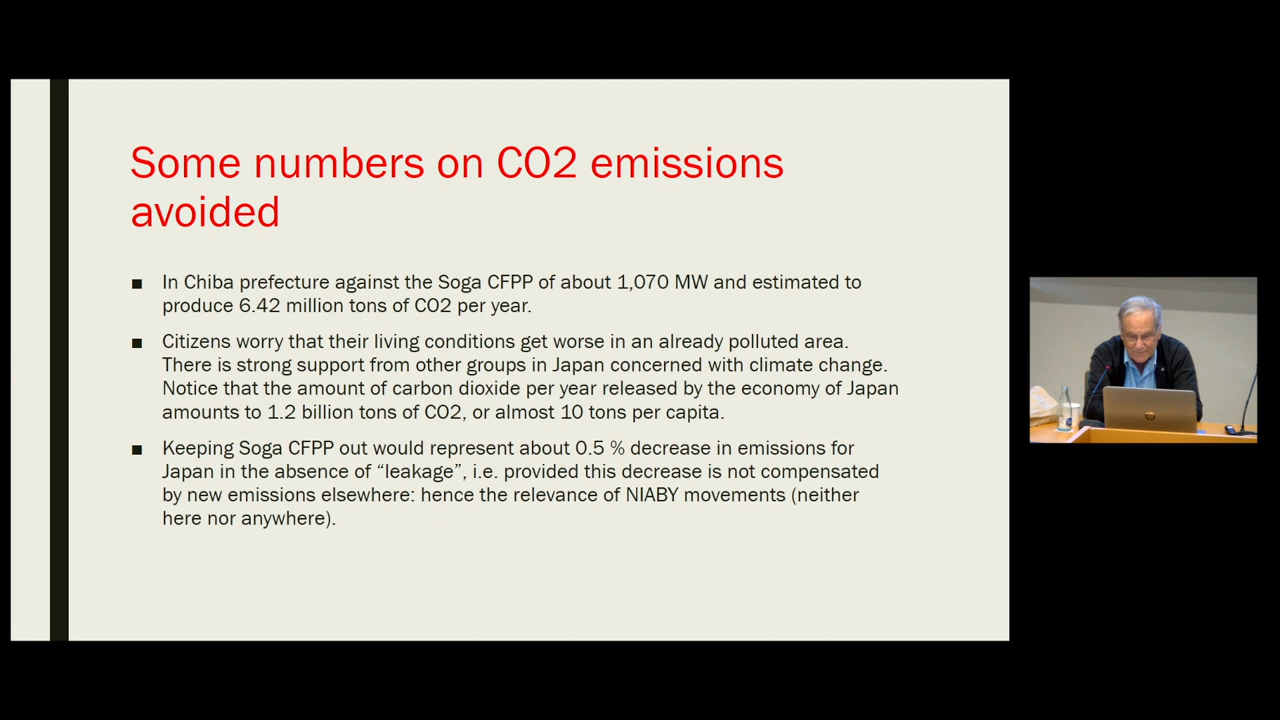 Some numbers on CO2 emissions
avoided
■ In Chiba prefecture against the Soga CFPP of about 1,070 MW and estimated to
produce 6.42 million tons of CO2 per year.
■ Citizens worry that their living conditions get worse in an already polluted area.
There is strong support from other groups in Japan concerned with climate change.
Notice that the amount of carbon dioxide per year released by the economy of Japan
amounts to 1.2 billion tons of CO2, or almost 10 tons per capita.
■ Keeping Soga CFPP out would represent about 0.5 % decrease in emissions for
Japan in the absence of “leakage”, i.e. provided this decrease is not compensated
by new emissions elsewhere: hence the relevance of NIABY movements (neither
here nor anywhere).